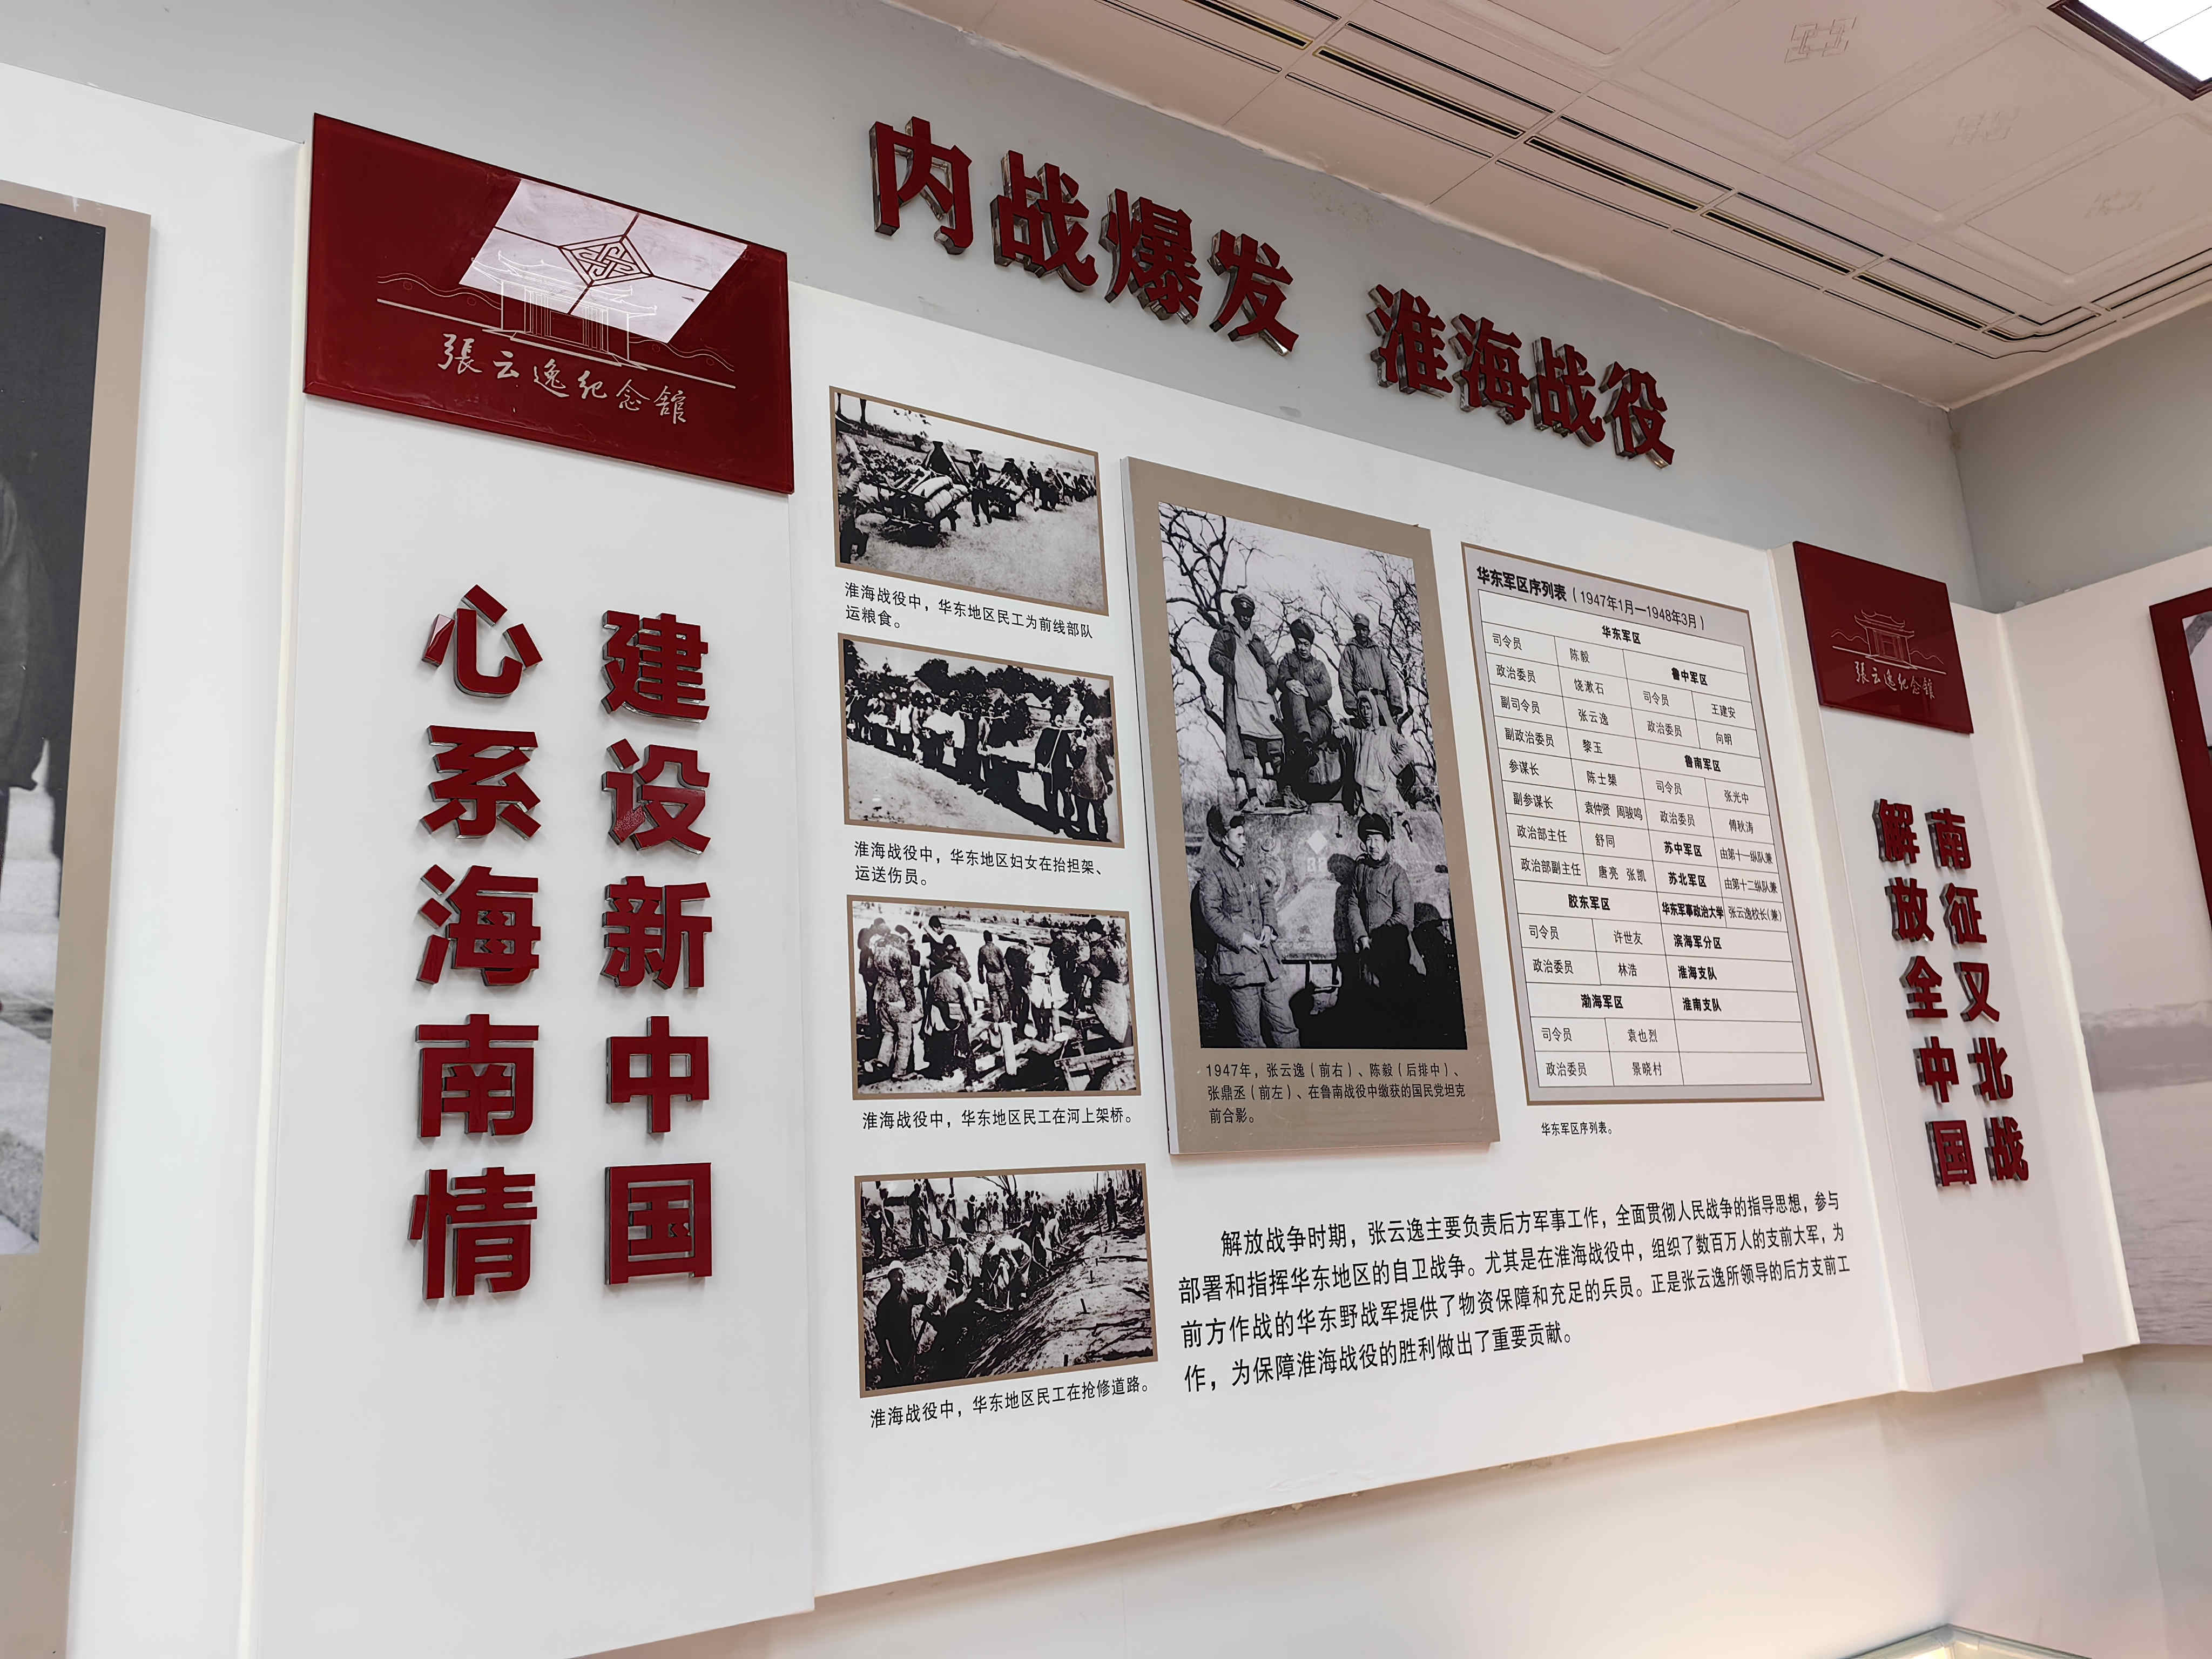 内战爆发 淮海战役
張云逸纪念館
建设新中国
心系海南情
淮海战役中，华东地区民工为前线部队
运粮食。
淮海战役中，华东地区妇女在抬担架、
运送伤员。
淮海战役中，华东地区民工在河上架桥。
淮海战役中，华东地区民工在抢修道路。
1947年，张云逸（前右）、陈毅（后排中）、
张鼎丞（前左）、在鲁南战役中缴获的国民党坦克
前合影。
华东军区序列表（1947年1月—1948年3月）
华东军区
司令员 陈毅
政治委员 饶漱石
副司令员 张云逸
副政治委员 黎玉
参谋长 陈士榘
副参谋长 袁仲贤 周骏鸣
政治部主任 舒同
政治部副主任 唐亮 张凯
胶东军区
司令员 许世友
政治委员 林浩
渤海军区
司令员 袁也烈
政治委员 景晓村
鲁中军区
司令员 王建安
政治委员 向明
鲁南军区
司令员 张光中
政治委员 傅秋涛
苏中军区 由第十一纵队兼
苏北军区 由第十二纵队兼
华东军事政治大学 张云逸校长（兼）
滨海军分区
淮海支队
淮南支队
华东军区序列表。
解放战争时期，张云逸主要负责后方军事工作，全面贯彻人民战争的指导思想，参与
部署和指挥华东地区的自卫战争。尤其是在淮海战役中，组织了数百万人的支前大军，为
前方作战的华东野战军提供了物资保障和充足的兵员。正是张云逸所领导的后方支前工
作，为保障淮海战役的胜利做出了重要贡献。
張云逸纪念館
南征又北战
解放全中国